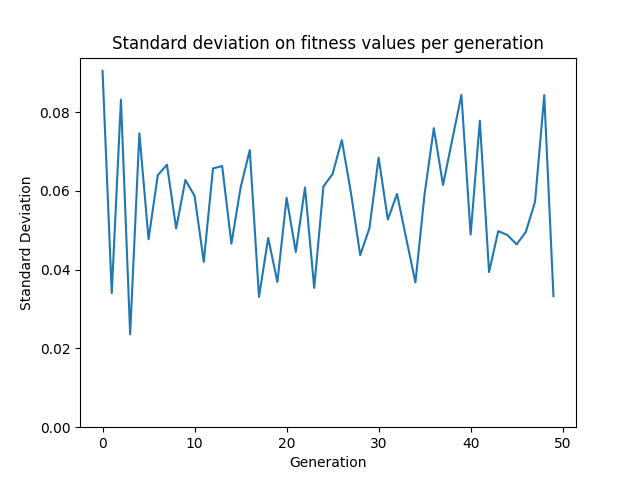 Standard deviation on fitness values per generation
0.08
0.06
0.04
0.02
0.00
Standard Deviation
0 10 20 30 40 50
Generation